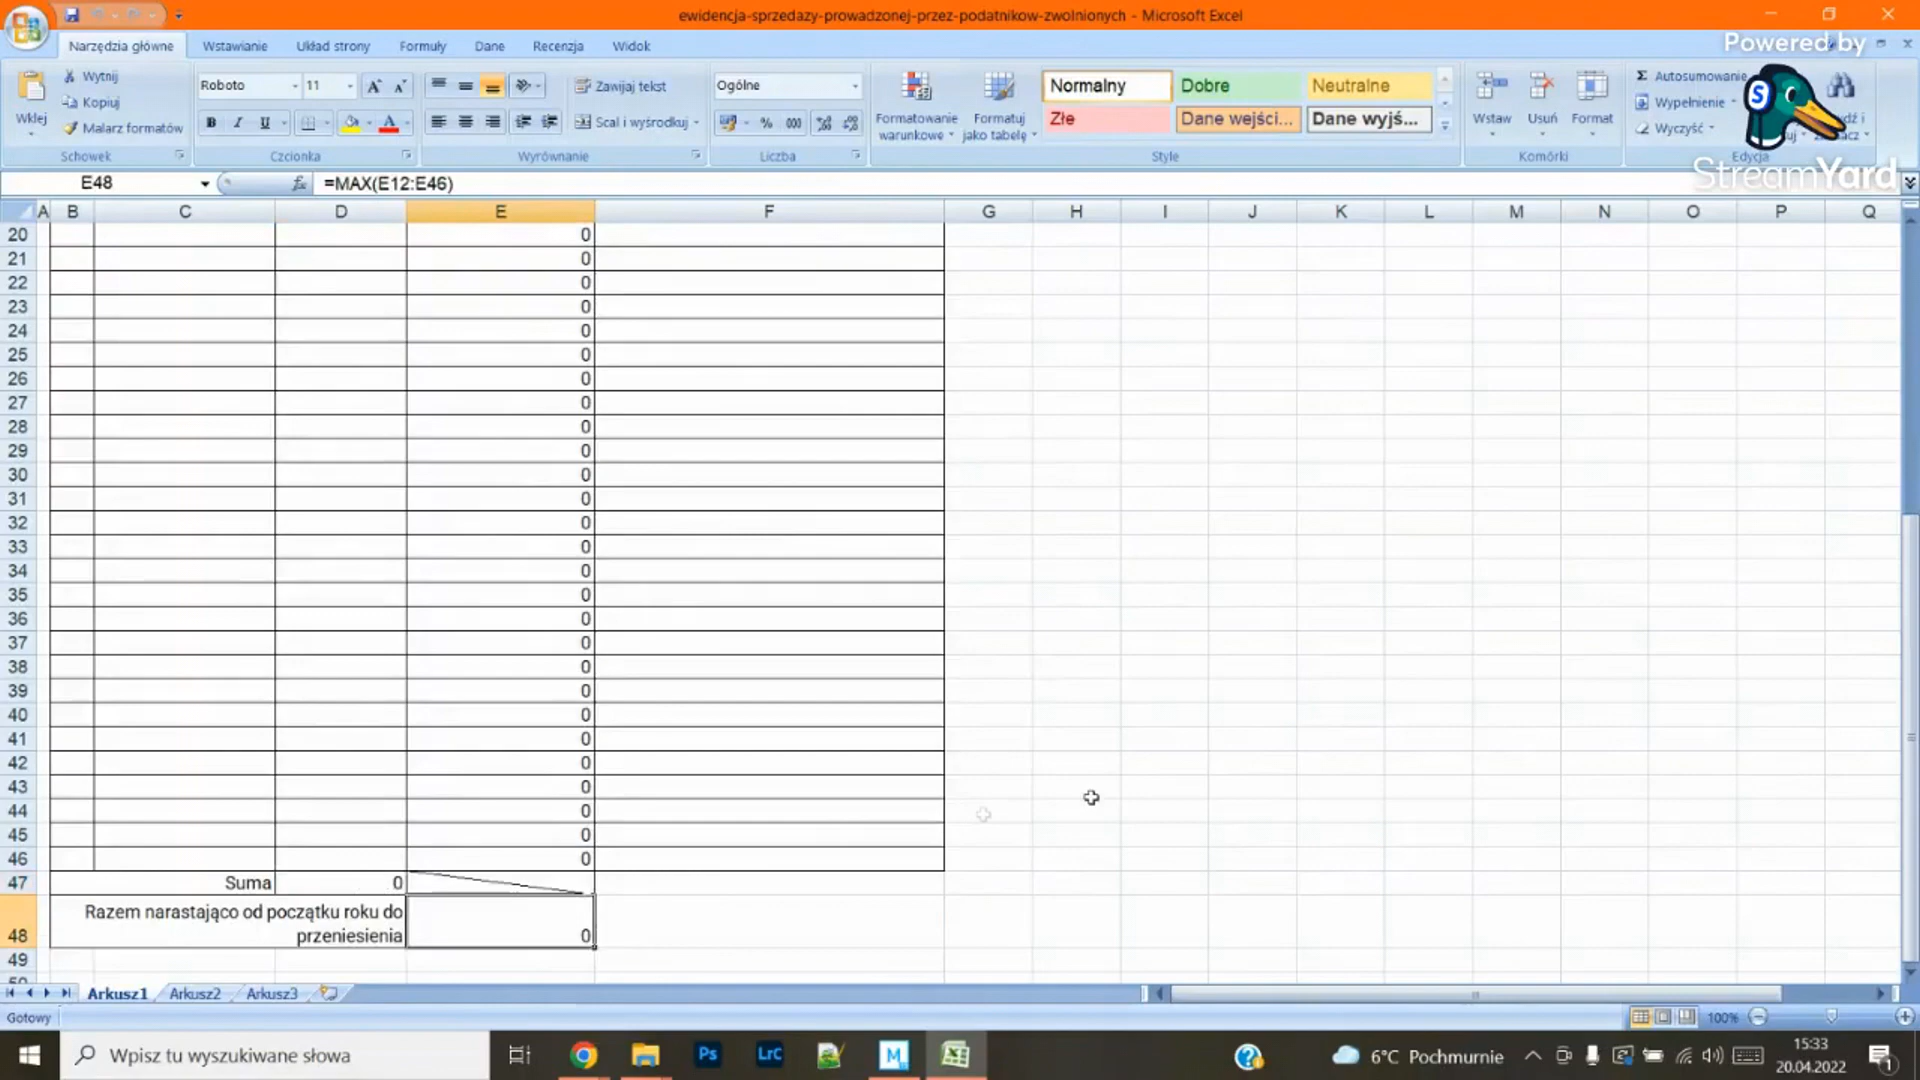 ewidencja-sprzedazy-prowadzonej-przez-podatnikow-zwolnionych - Microsoft Excel
Powered by
StreamYard
Narzędzia główne Wstawianie Układ strony Formuły Dane Recenzja Widok
Wklej
Wytnij
Kopiuj
Malarz formatów
Schowek
Roboto 11
Czcionka
Zawijaj tekst
Scal i wyśrodkuj
Wyrównanie
Ogólne
% 000
Liczba
Formatowanie warunkowe
Formatuj jako tabelę
Normalny Dobre Neutralne
Złe Dane wejści... Dane wyjś...
Style
Wstaw Usuń Format
Komórki
Σ Autosumowanie
Wypełnienie
Wyczyść
Edycja
E48 fx =MAX(E12:E46)
A B C D E F G H I J K L M N O P Q
20 0
21 0
22 0
23 0
24 0
25 0
26 0
27 0
28 0
29 0
30 0
31 0
32 0
33 0
34 0
35 0
36 0
37 0
38 0
39 0
40 0
41 0
42 0
43 0
44 0
45 0
46 0
47 Suma 0
48 Razem narastająco od początku roku do
przeniesienia 0
49
Arkusz1 Arkusz2 Arkusz3
Gotowy 100%
Wpisz tu wyszukiwane słowa
Ps LrC M
6°C Pochmurnie
15:33
20.04.2022
1